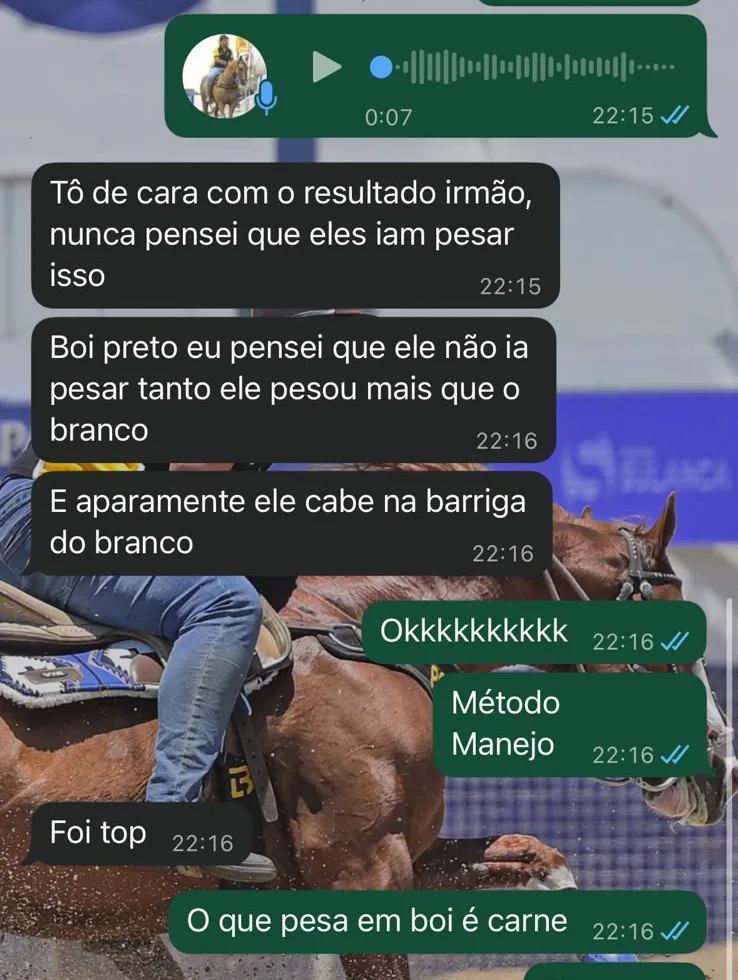 0:07 22:15
Tô de cara com o resultado irmão,
nunca pensei que eles iam pesar
isso 22:15
Boi preto eu pensei que ele não ia
pesar tanto ele pesou mais que o
branco 22:16
E aparamente ele cabe na barriga
do branco 22:16
Okkkkkkkkkk 22:16
Método
Manejo 22:16
Foi top 22:16
O que pesa em boi é carne 22:16